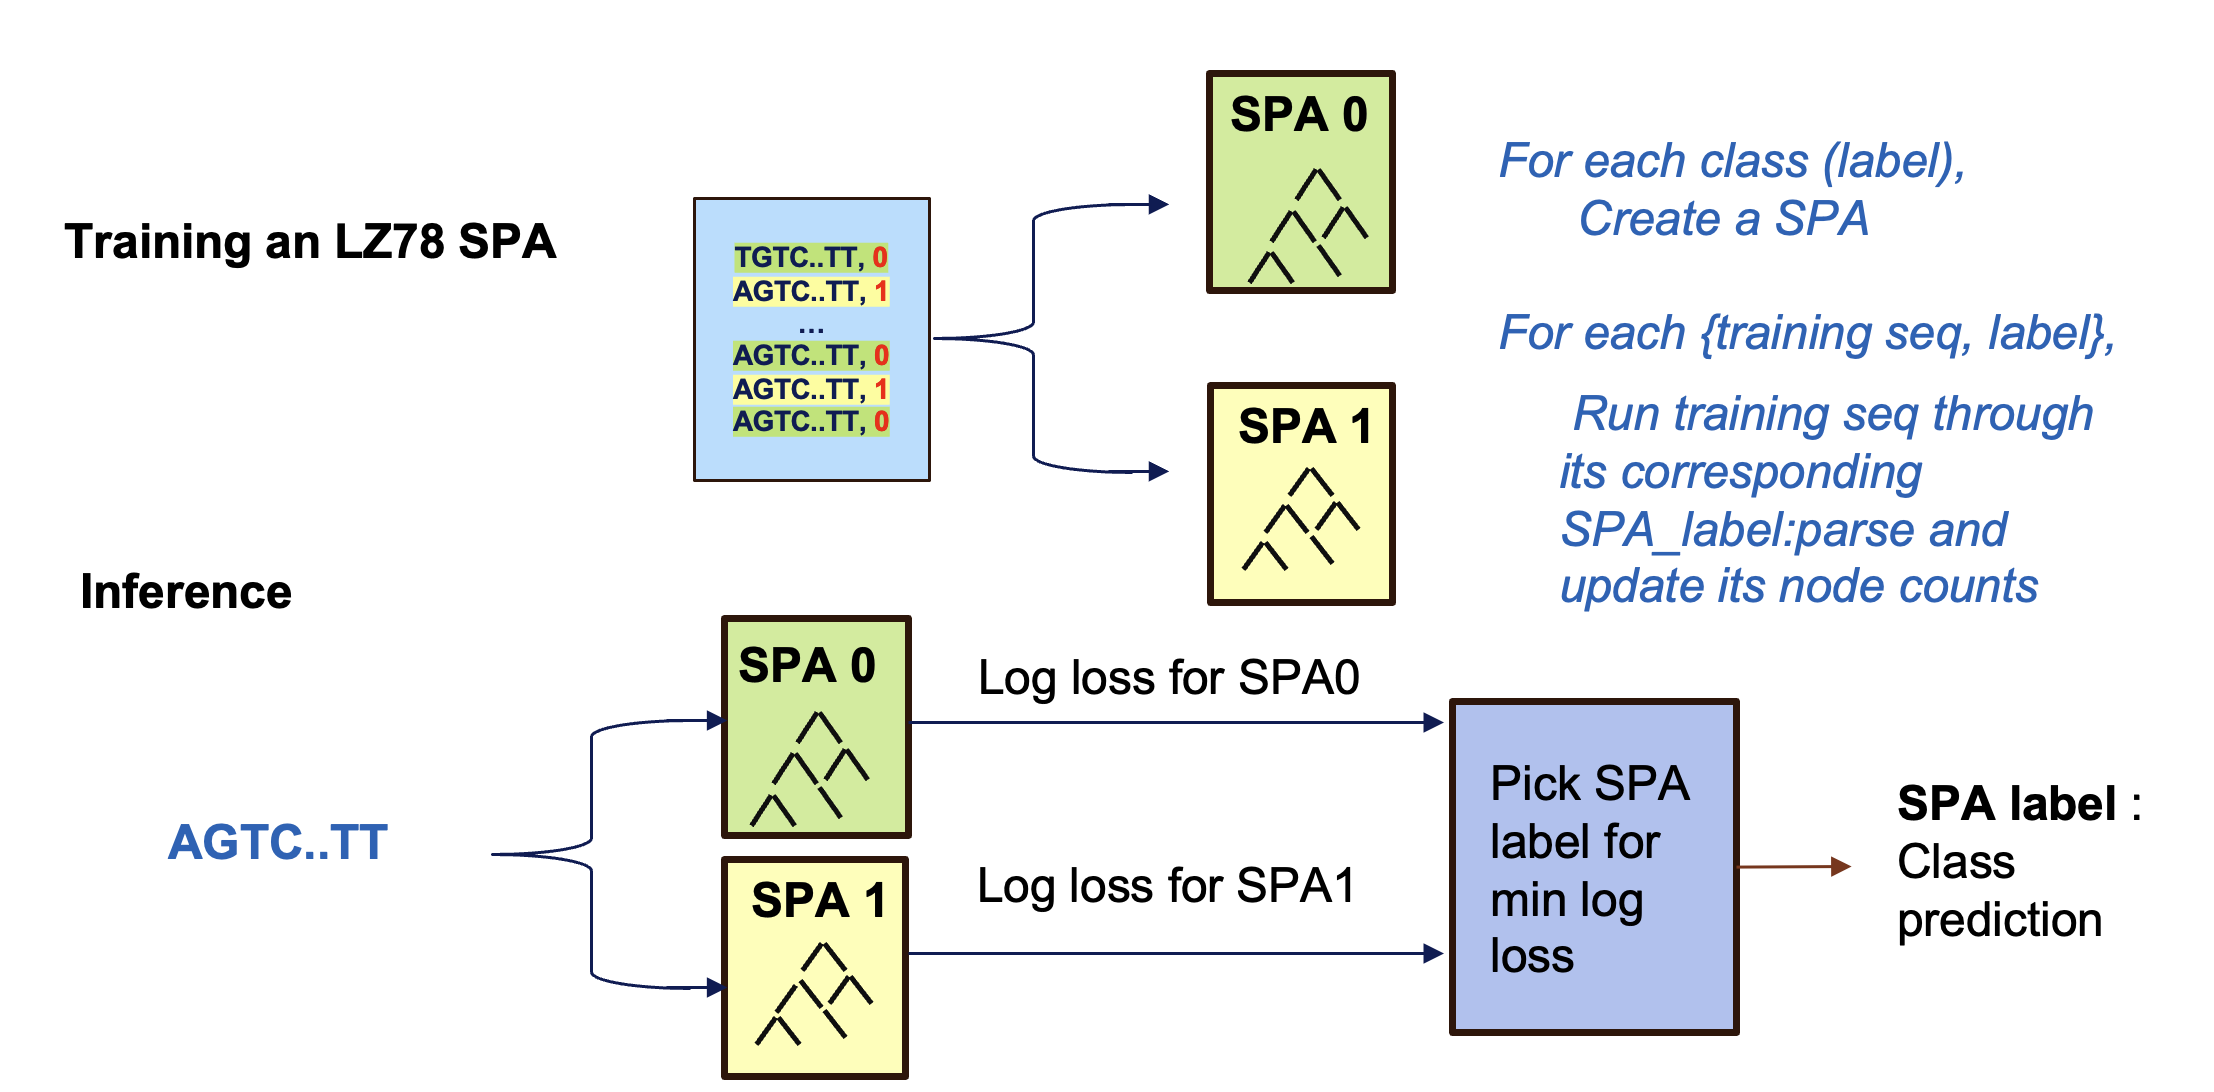 Training an LZ78 SPA
TGTC..TT, 0
AGTC..TT, 1
...
AGTC..TT, 0
AGTC..TT, 1
AGTC..TT, 0
SPA 0
SPA 1
For each class (label),
Create a SPA
For each {training seq, label},
Run training seq through
its corresponding
SPA_label:parse and
update its node counts
Inference
AGTC..TT
SPA 0
Log loss for SPA0
SPA 1
Log loss for SPA1
Pick SPA
label for
min log
loss
SPA label :
Class
prediction